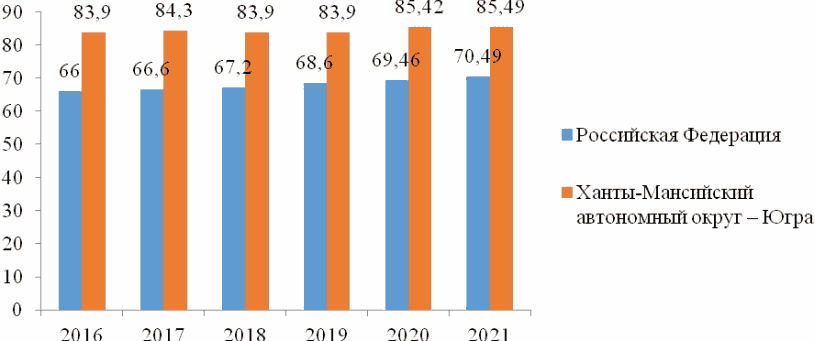 90
80
70
60
50
40
30
20
10
0
83,9 84,3 83,9 83,9 85,42 85,49
66 66,6 67,2 68,6 69,46 70,49
2016 2017 2018 2019 2020 2021
Российская Федерация
Ханты-Мансийский
автономный округ – Югра